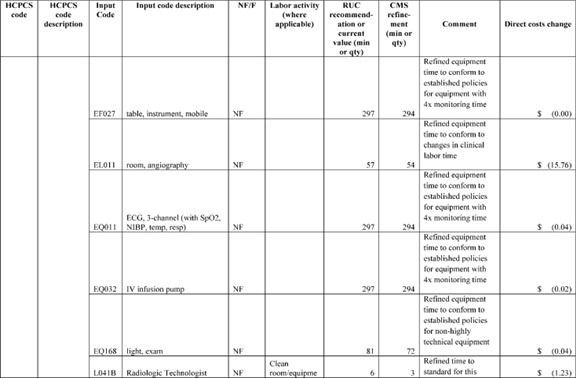 HCPCS code HCPCS code description Input Code Input code description NF/F Labor activity (where applicable) RUC recommend-ation or current value (min or qty) CMS refine-ment (min or qty) Comment Direct costs change
EF027 table, instrument, mobile NF 297 294 Refined equipment time to conform to established policies for equipment with 4x monitoring time $ (0.00)
EL011 room, angiography NF 57 54 Refined equipment time to conform to changes in clinical labor time $ (15.76)
EQ011 ECG, 3-channel (with SpO2, NIBP, temp, resp) NF 297 294 Refined equipment time to conform to established policies for equipment with 4x monitoring time $ (0.04)
EQ032 IV infusion pump NF 297 294 Refined equipment time to conform to established policies for equipment with 4x monitoring time $ (0.02)
EQ168 light, exam NF 81 72 Refined equipment time to conform to established policies for non-highly technical equipment $ (0.04)
L041B Radiologic Technologist NF Clean room/equipme 6 3 Refined time to standard for this $ (1.23)